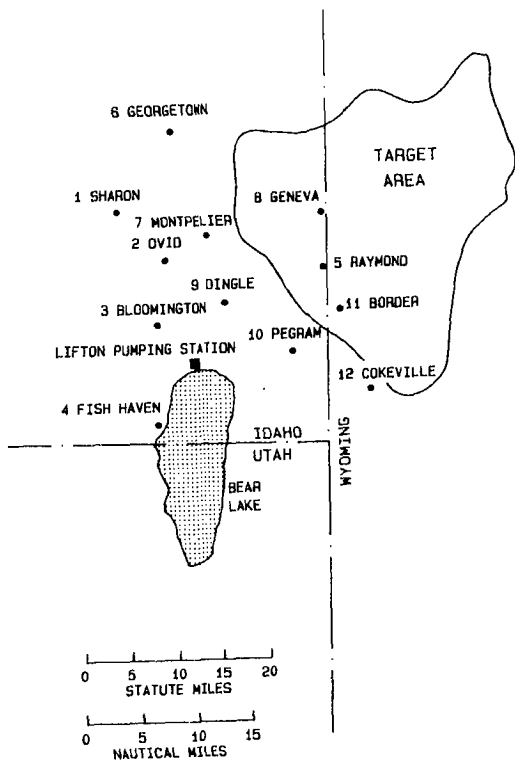 6 GEORGETOWN
TARGET
AREA
1 SHARON
8 GENEVA
7 MONTPELIER
2 OVID
5 RAYMOND
9 DINGLE
11 BORDER
3 BLOOMINGTON
10 PEGRAM
LIFTON PUMPING STATION
12 COKEVILLE
4 FISH HAVEN
IDAHO
UTAH
WYOMING
BEAR
LAKE
0 5 10 15 20
STATUTE MILES
0 5 10 15
NAUTICAL MILES